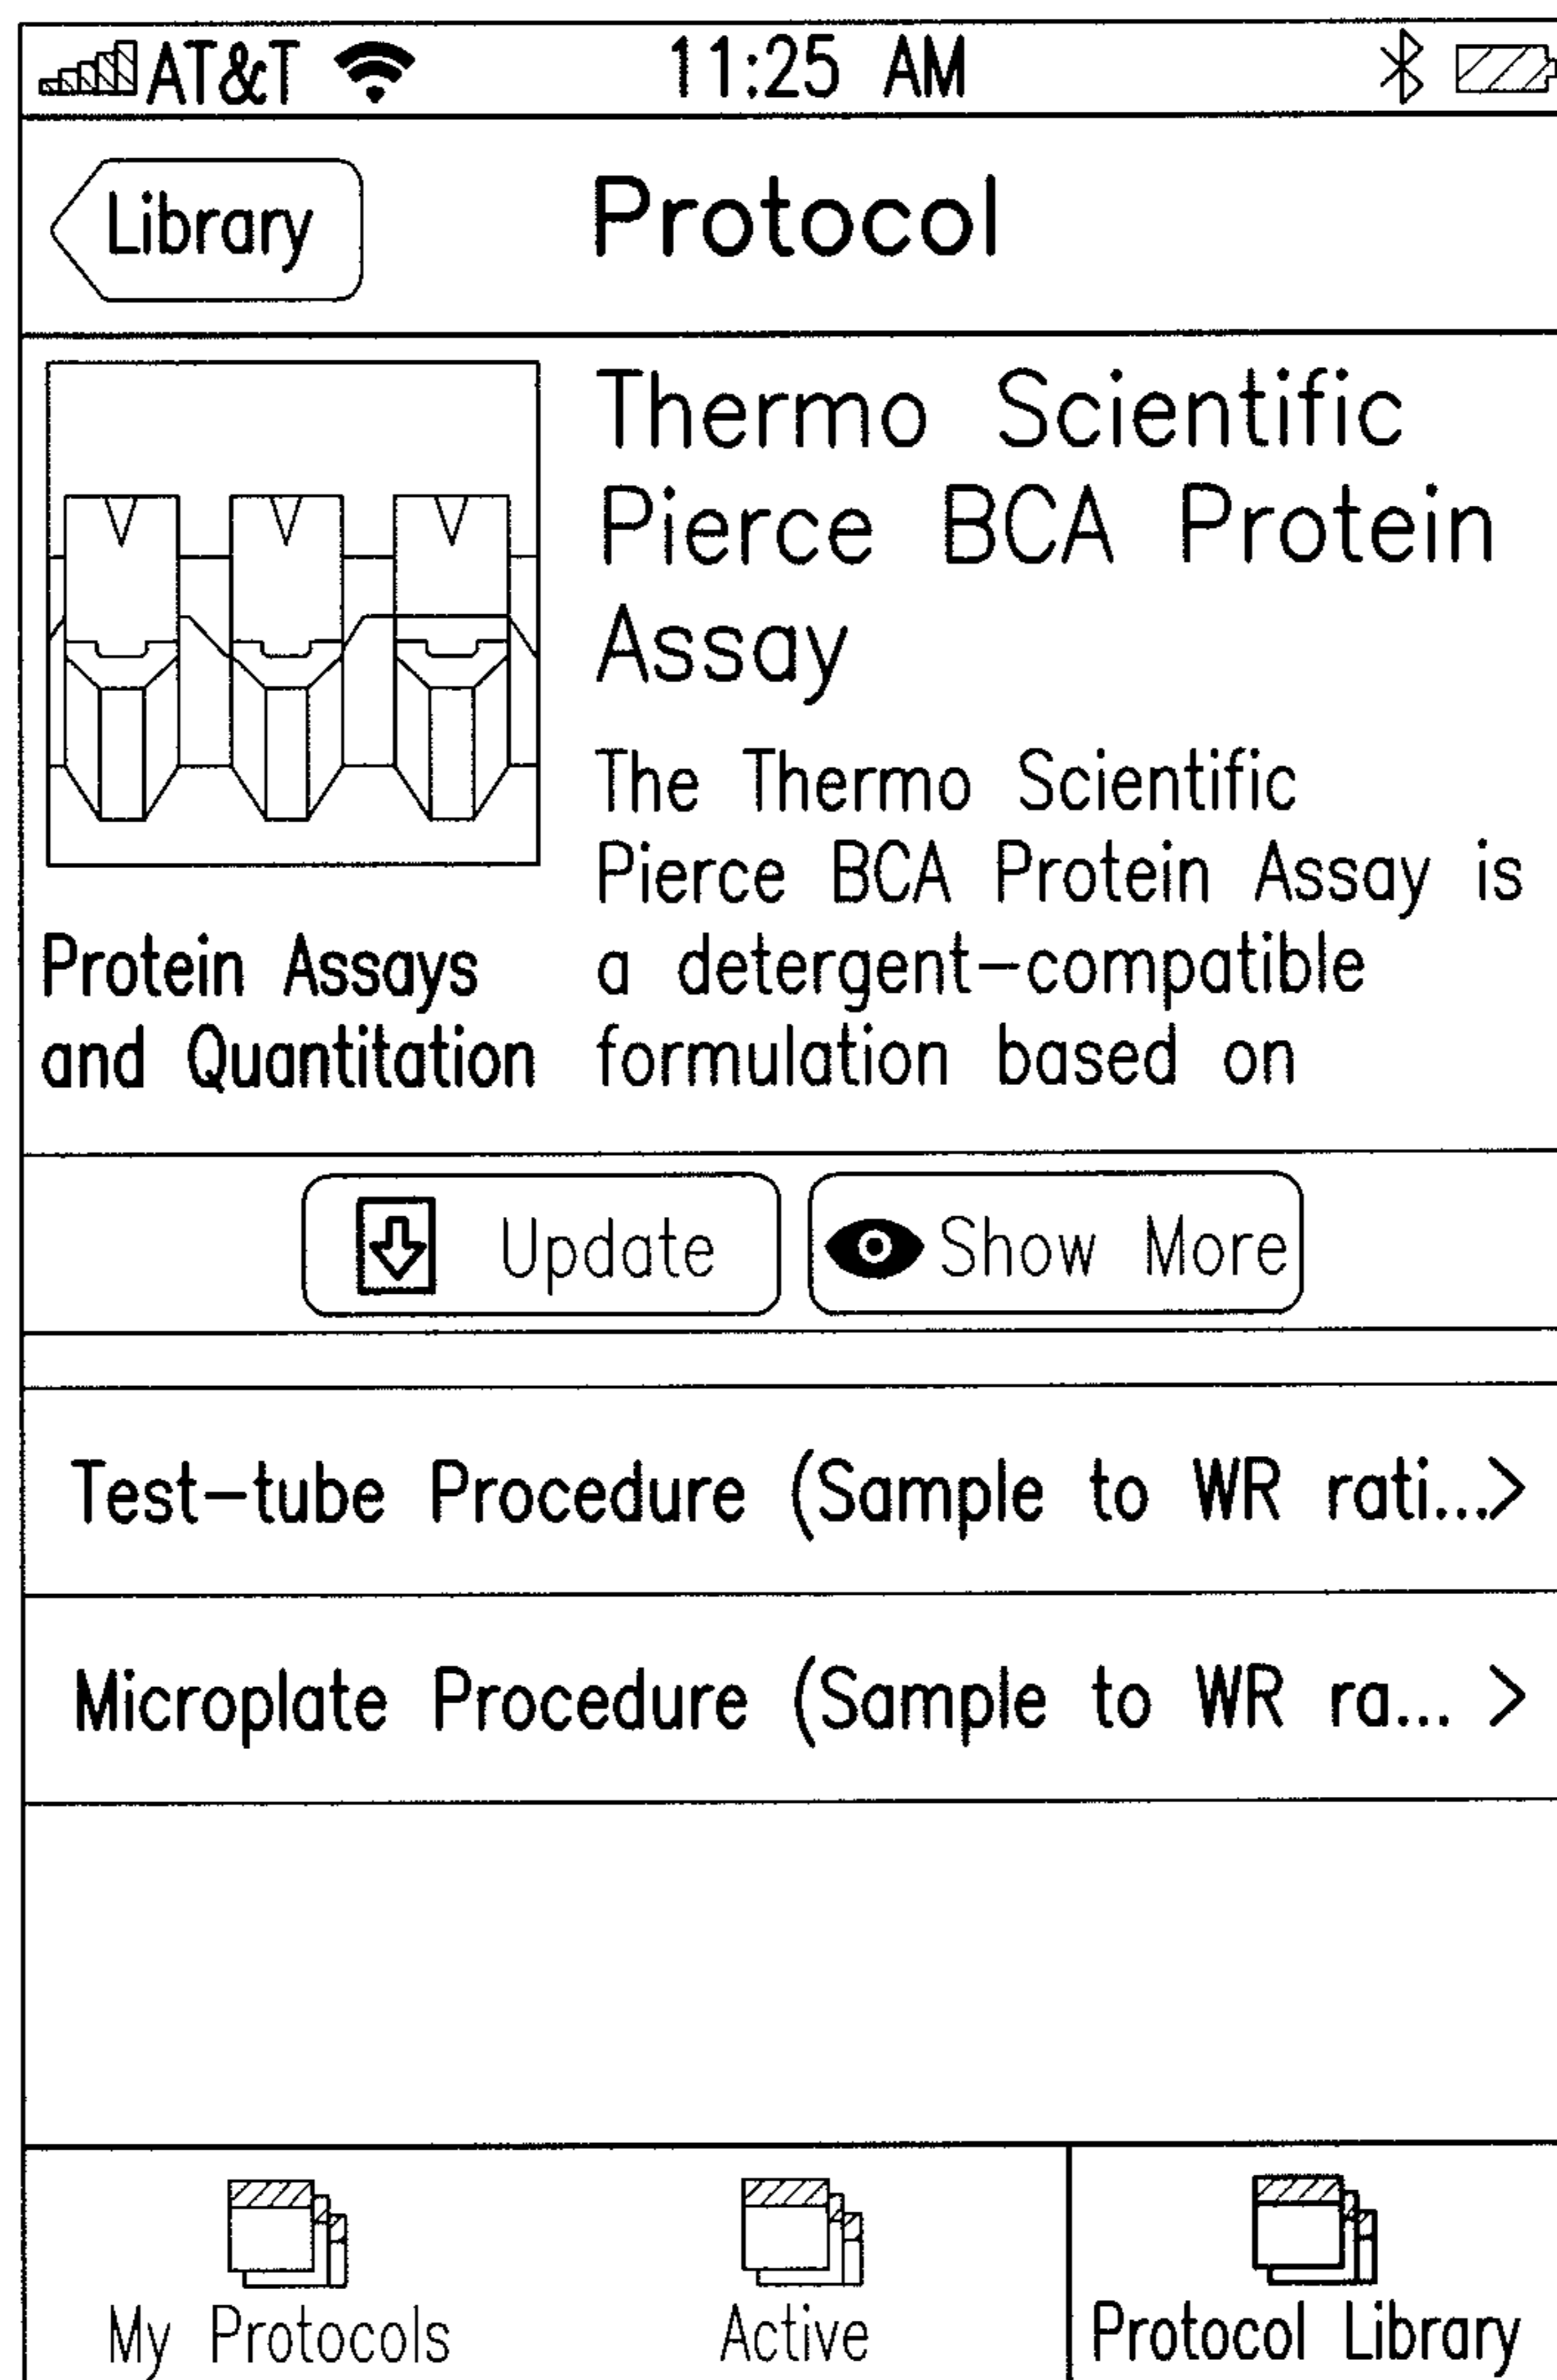 AT&T 11:25 AM
Library Protocol
Thermo Scientific
Pierce BCA Protein
Assay
The Thermo Scientific
Pierce BCA Protein Assay is
a detergent-compatible
formulation based on
Protein Assays
and Quantitation
Update Show More
Test-tube Procedure (Sample to WR rati...>
Microplate Procedure (Sample to WR ra... >
My Protocols Active Protocol Library